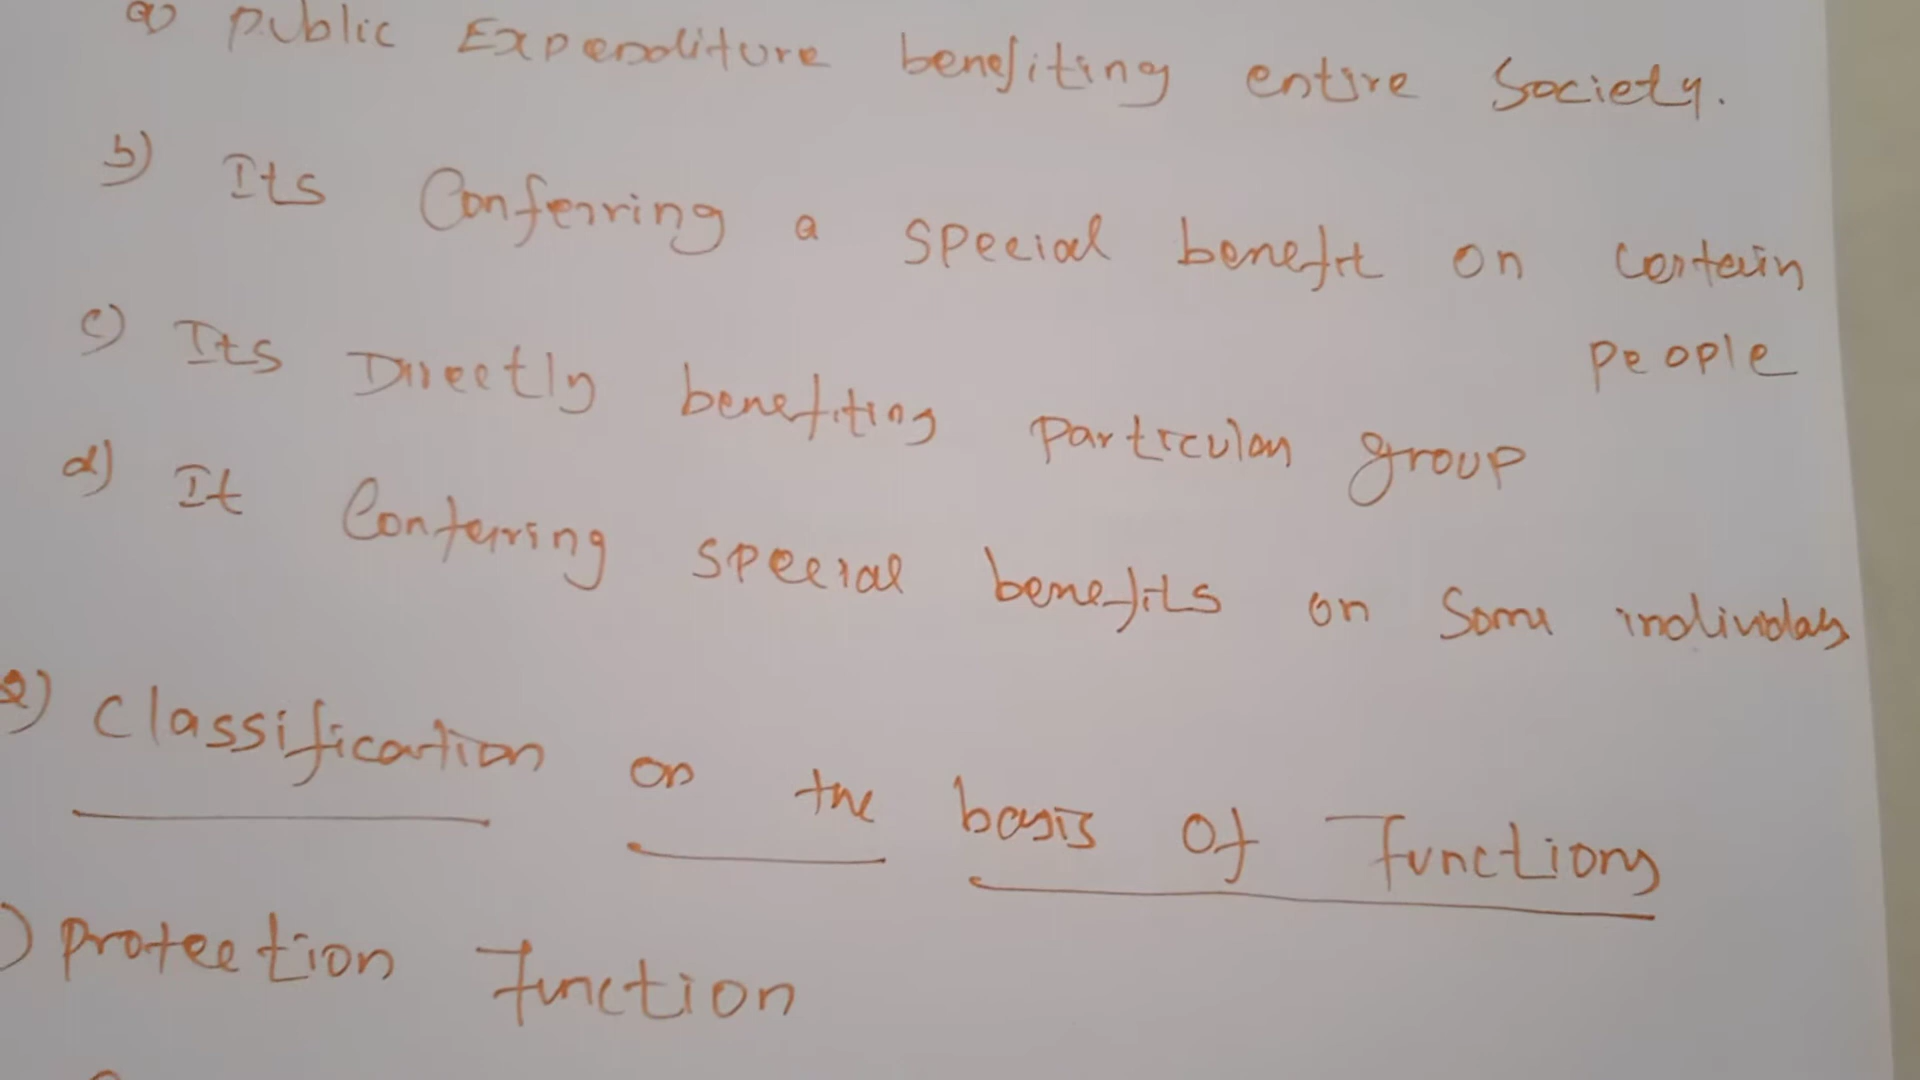 a) Public Expenditure benefiting entire Society.
b) Its Conferring a special benefit on certain
people
c) Its Directly benefiting particular group
d) It Conferring special benefits on some individals
2) Classification on the basis of Functions
) Protection Function